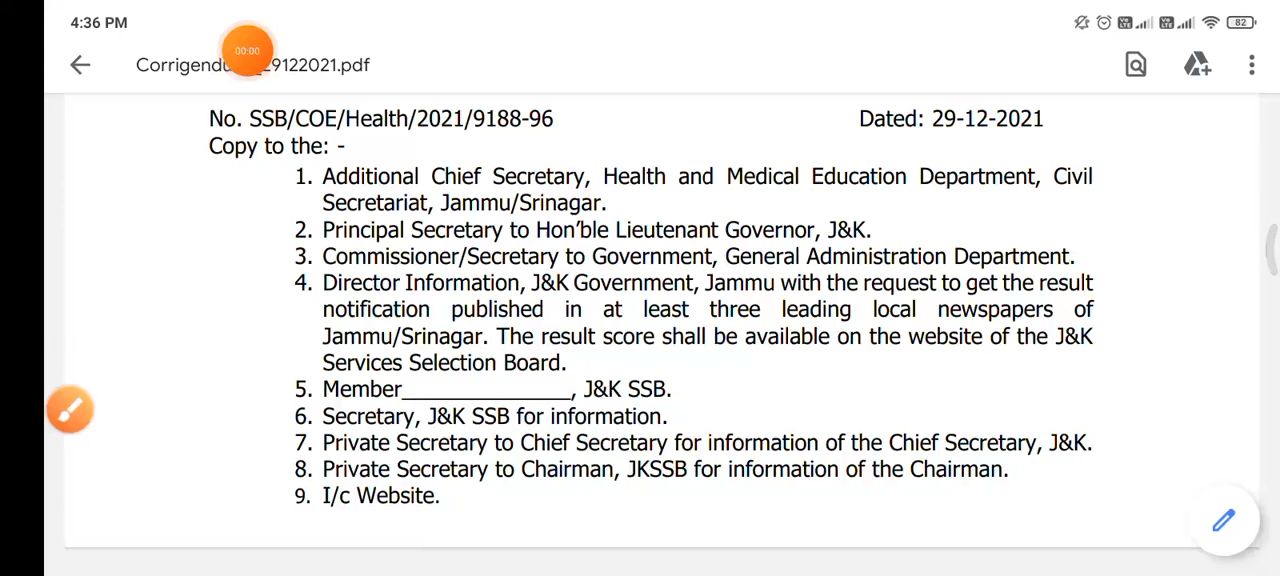 4:36 PM
82
00:00
Corrigendu 29122021.pdf
No. SSB/COE/Health/2021/9188-96 Dated: 29-12-2021
Copy to the: -
1. Additional Chief Secretary, Health and Medical Education Department, Civil
Secretariat, Jammu/Srinagar.
2. Principal Secretary to Hon'ble Lieutenant Governor, J&K.
3. Commissioner/Secretary to Government, General Administration Department.
4. Director Information, J&K Government, Jammu with the request to get the result
notification published in at least three leading local newspapers of
Jammu/Srinagar. The result score shall be available on the website of the J&K
Services Selection Board.
5. Member_______________, J&K SSB.
6. Secretary, J&K SSB for information.
7. Private Secretary to Chief Secretary for information of the Chief Secretary, J&K.
8. Private Secretary to Chairman, JKSSB for information of the Chairman.
9. I/c Website.